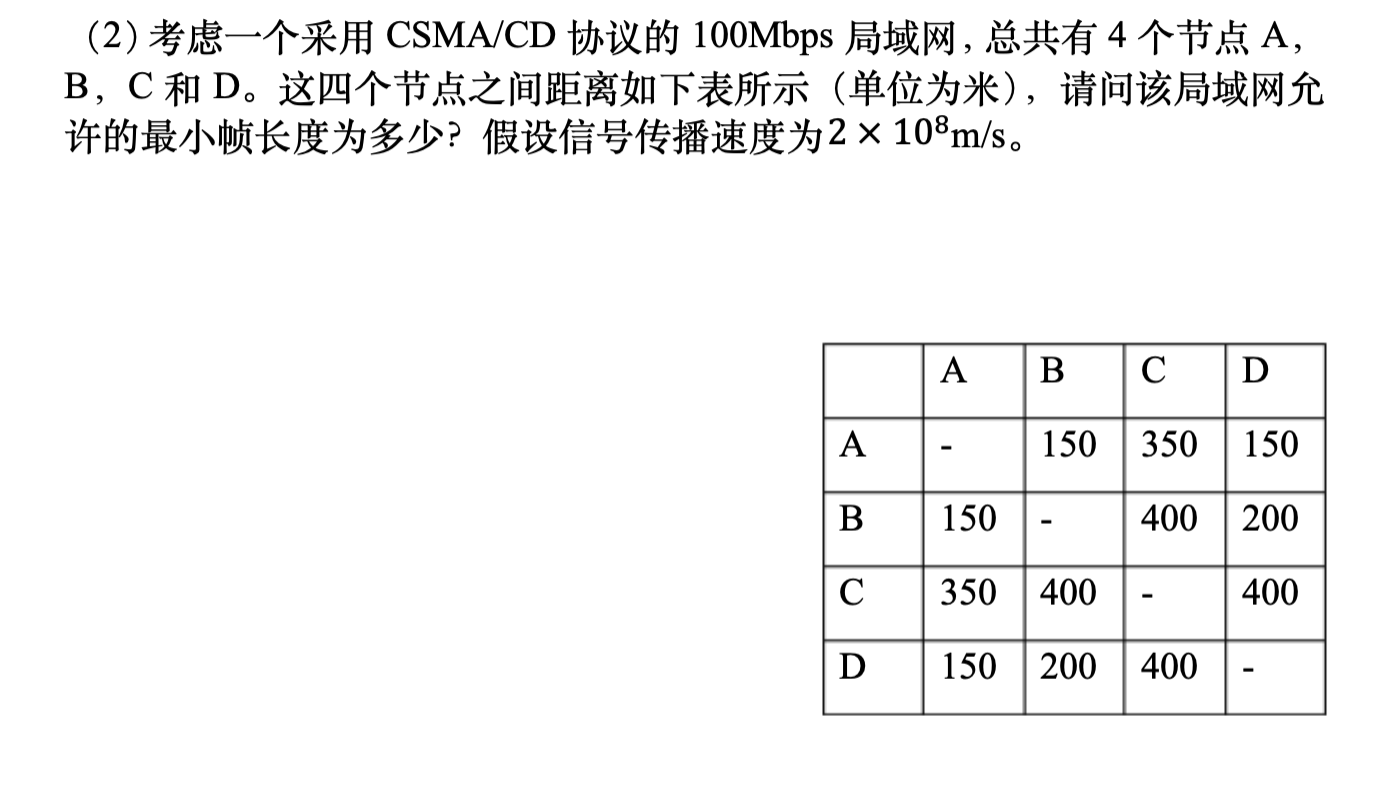 （2）考虑一个采用 CSMA/CD 协议的 100Mbps 局域网，总共有 4 个节点 A，
B，C 和 D。这四个节点之间距离如下表所示（单位为米），请问该局域网允
许的最小帧长度为多少？假设信号传播速度为2 × 10⁸m/s。
A B C D
A - 150 350 150
B 150 - 400 200
C 350 400 - 400
D 150 200 400 -